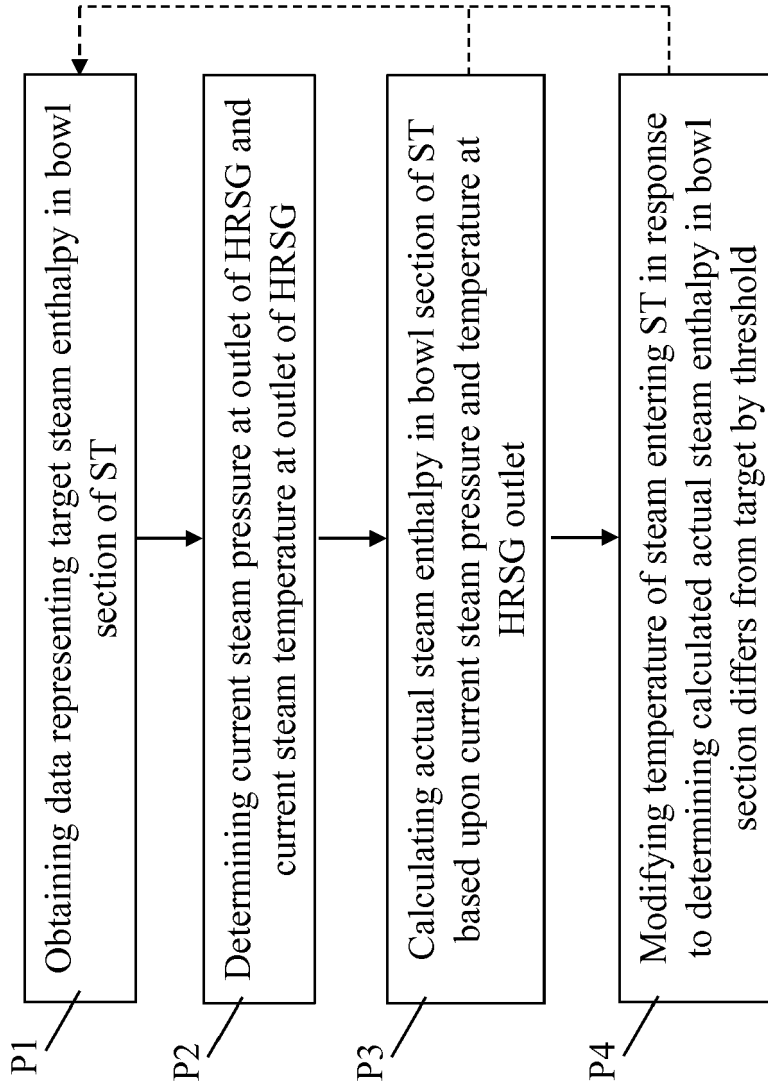 P1
Obtaining data representing target steam enthalpy in bowl
section of ST
P2
Determining current steam pressure at outlet of HRSG and
current steam temperature at outlet of HRSG
P3
Calculating actual steam enthalpy in bowl section of ST
based upon current steam pressure and temperature at
HRSG outlet
P4
Modifying temperature of steam entering ST in response
to determining calculated actual steam enthalpy in bowl
section differs from target by threshold